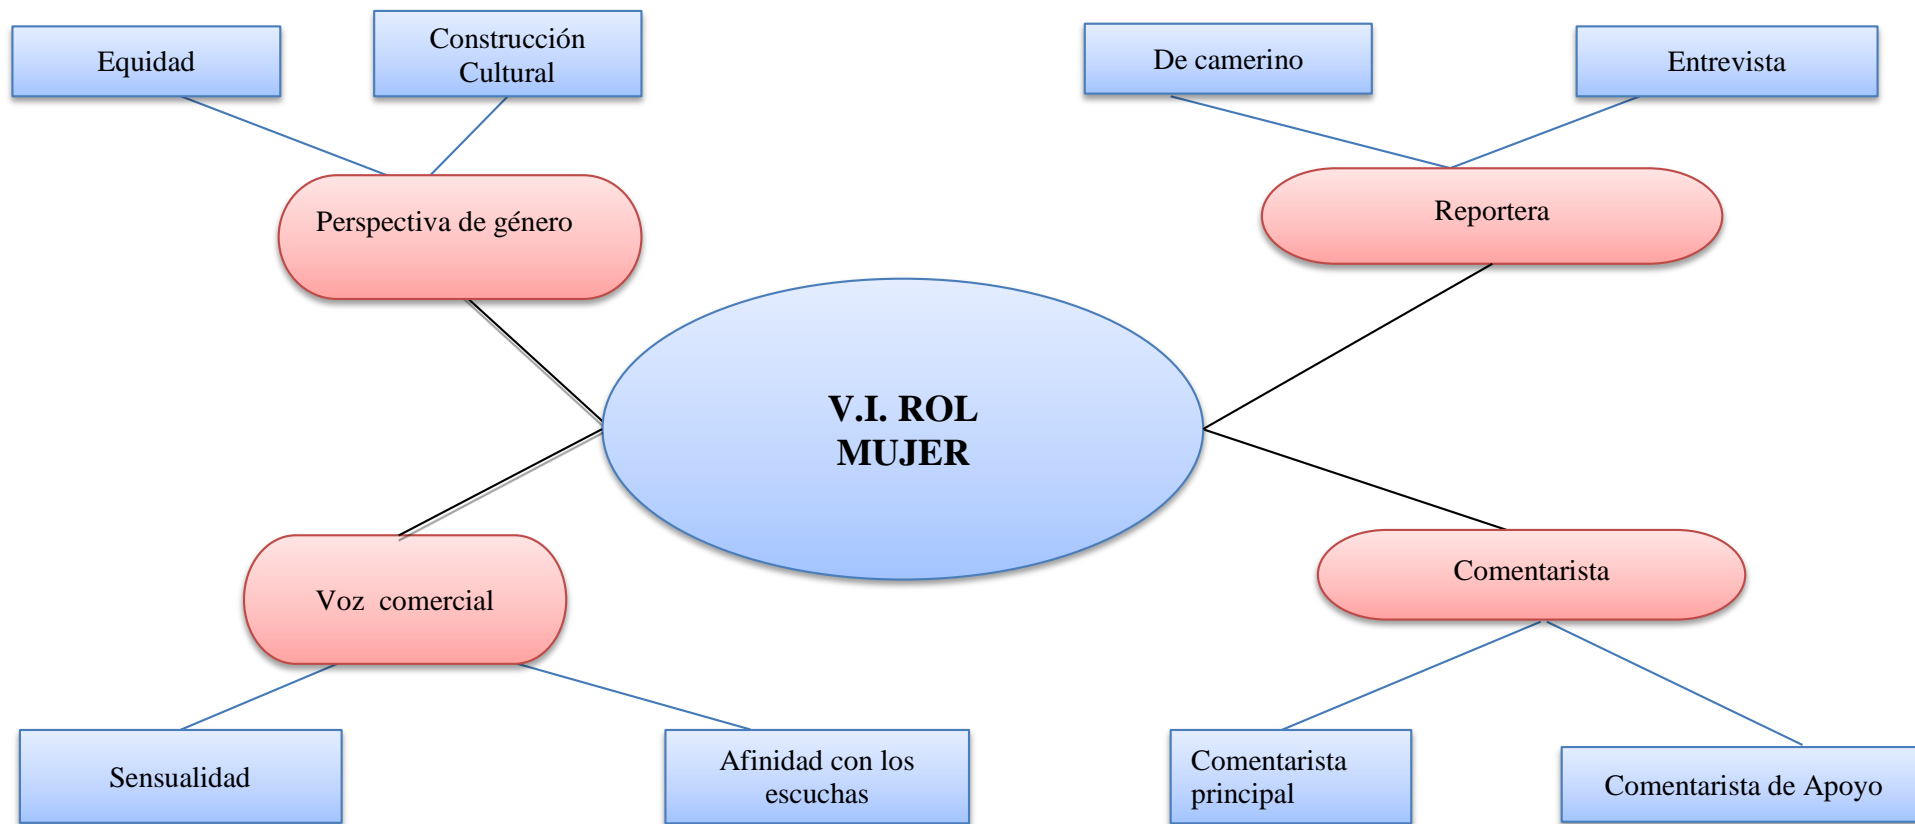 Equidad
Construcción
Cultural
De camerino
Entrevista
Perspectiva de género
Reportera
V.I. ROL
MUJER
Voz  comercial
Comentarista
Sensualidad
Afinidad con los
escuchas
Comentarista
principal
Comentarista de Apoyo